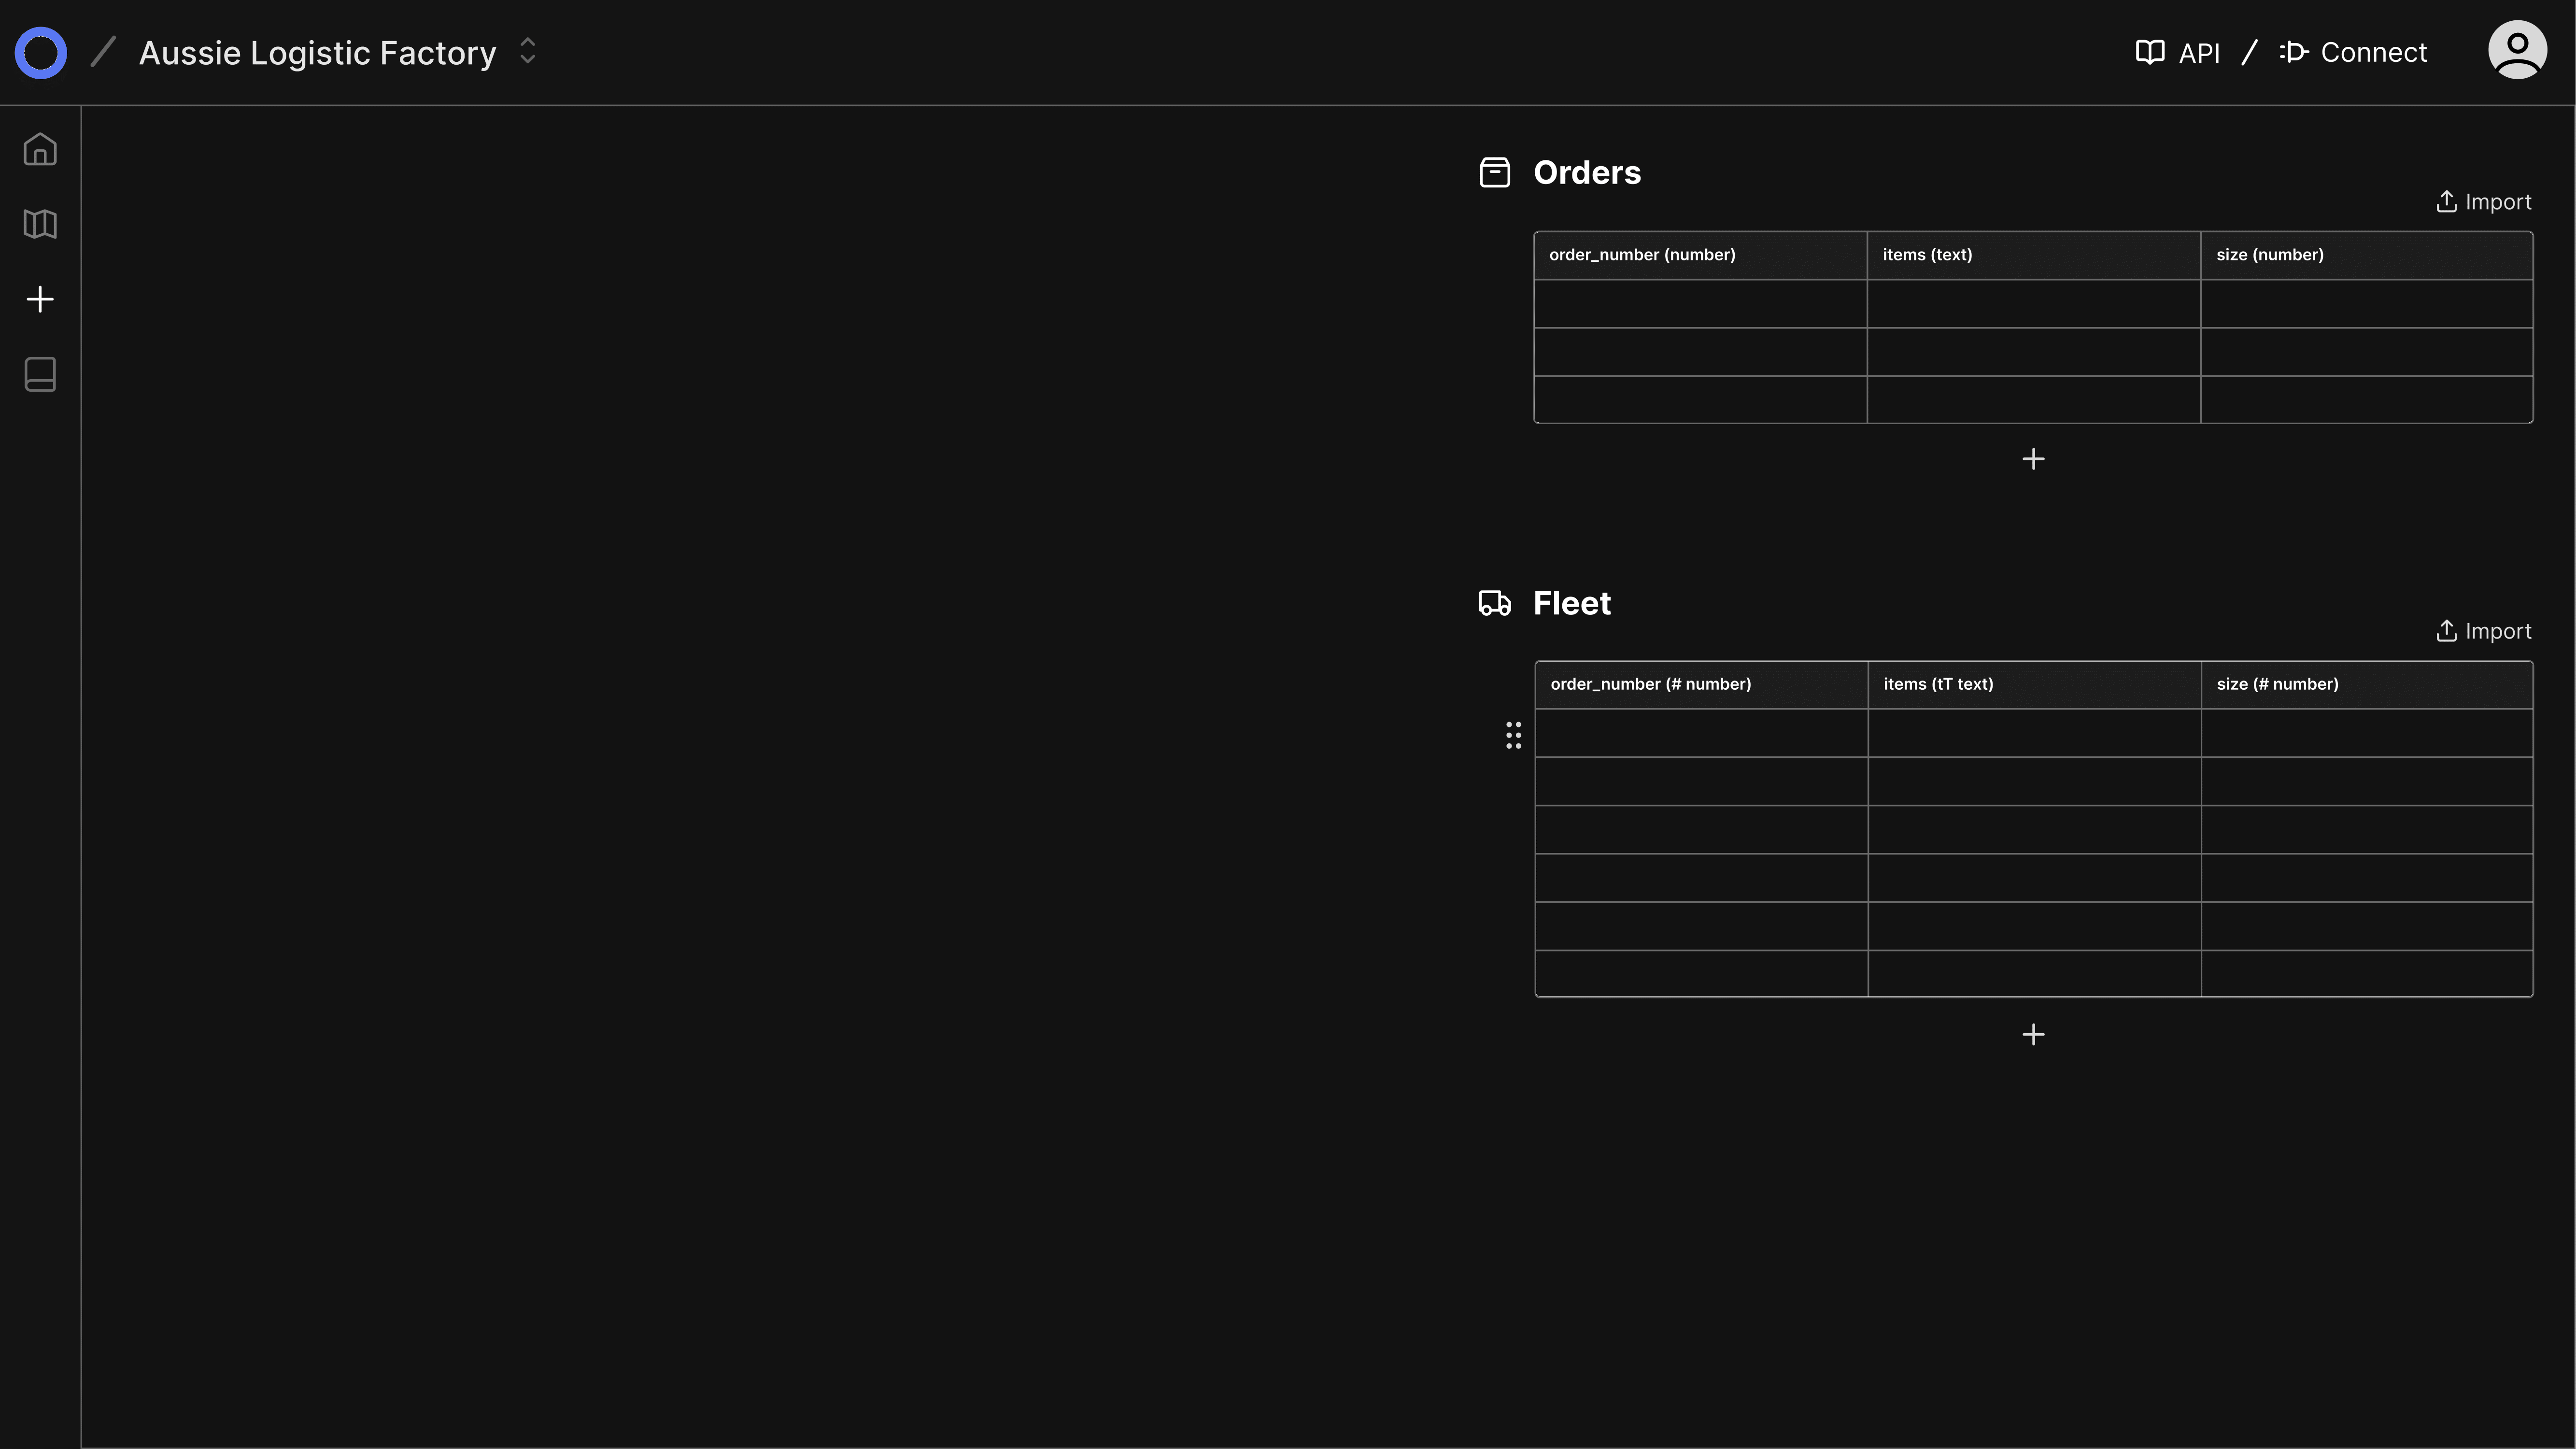 / Aussie Logistic Factory
API / Connect
Orders
Import
order_number (number) items (text) size (number)
Fleet
Import
order_number (# number) items (tT text) size (# number)